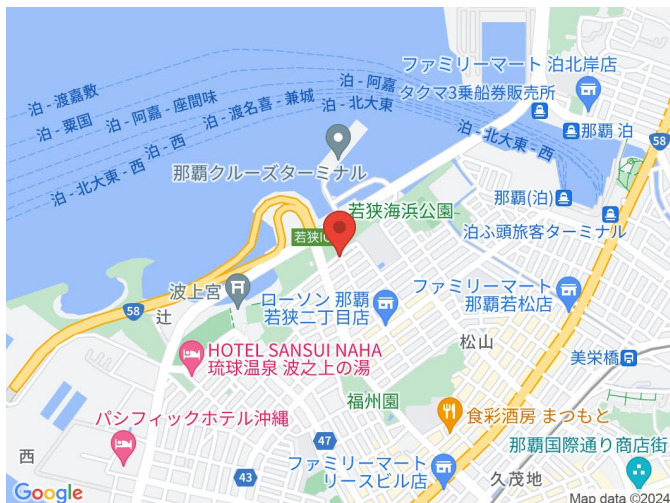 ファミリーマート 泊北岸店
タクマ3乗船券販売所
泊 - 阿嘉
泊 - 渡嘉敷
泊 - 粟国
泊 - 阿嘉 - 座間味
泊 - 渡名喜 - 兼城
泊 - 北大東
泊 - 北大東 - 西
泊 - 西
泊 - 北大東 - 西
那覇 泊
58
那覇クルーズターミナル
那覇(泊)
若狭海浜公園
泊ふ頭旅客ターミナル
若狭IC
波上宮
58
辻
ローソン 那覇
若狭二丁目店
ファミリーマート
那覇若松店
松山
美栄橋
HOTEL SANSUI NAHA
琉球温泉 波之上の湯
福州園
パシフィックホテル沖縄
食彩酒房 まつもと
47
那覇国際通り商店街
西
43
ファミリーマート
リースビル店
久茂地
Google
Map data ©2024